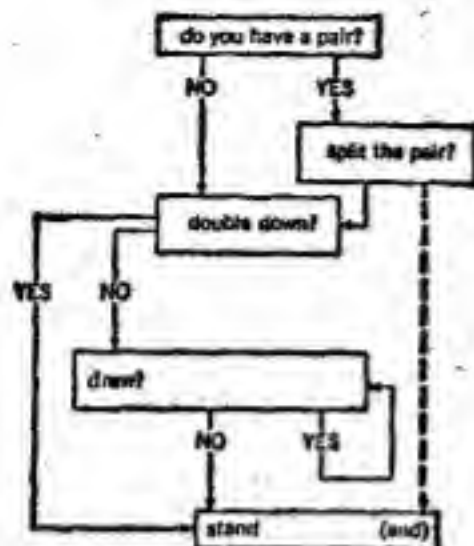 do you have a pair?
NO YES
split the pair?
double down?
YES NO
draw?
NO YES
stand (end)